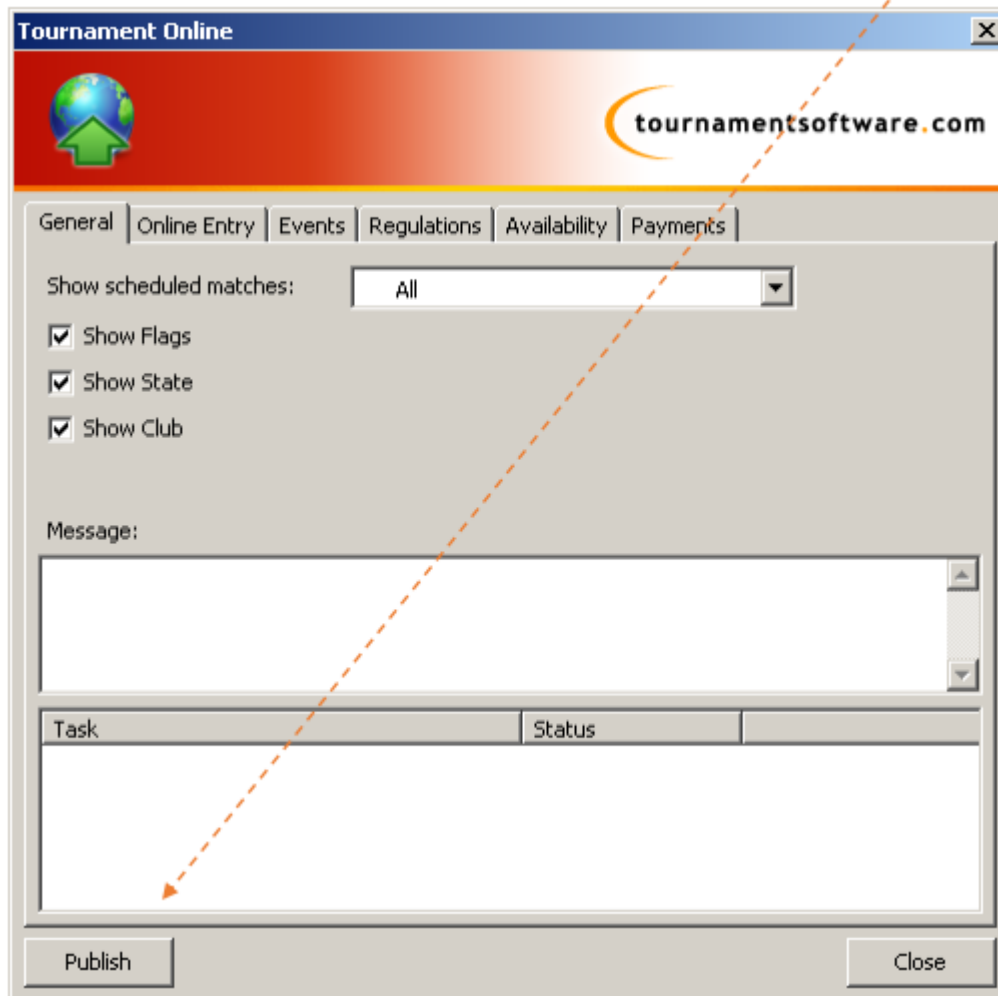 Tournament Online
tournamentsoftware.com
General Online Entry Events Regulations Availability Payments
Show scheduled matches: All
Show Flags
Show State
Show Club
Message:
Task Status
Publish Close